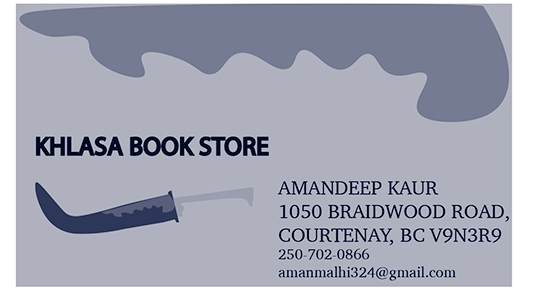 KHLASA BOOK STORE
AMANDEEP KAUR
1050 BRAIDWOOD ROAD,
COURTENAY, BC V9N3R9
250-702-0866
amanmalhi324@gmail.com